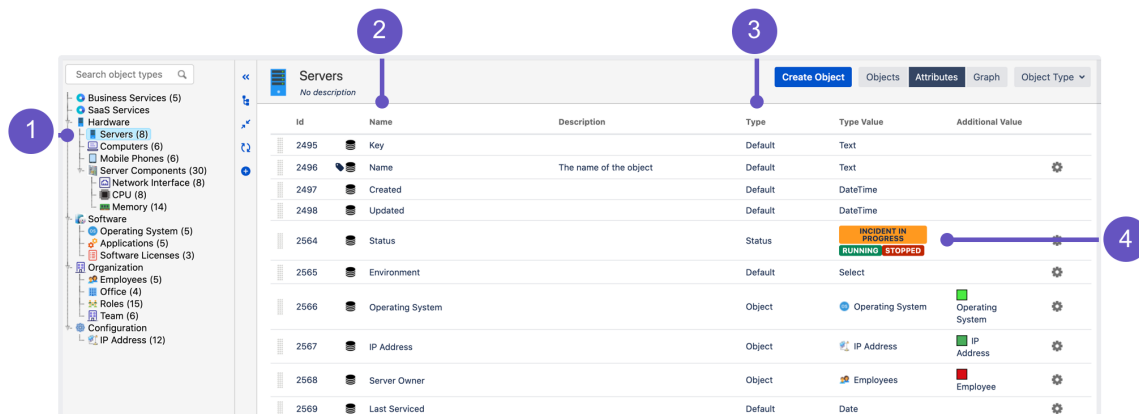 2
3
Search object types
Business Services (5)
SaaS Services
Hardware
1
Servers (8)
Computers (6)
Mobile Phones (6)
Server Components (30)
Network Interface (8)
CPU (8)
Memory (14)
Software
Operating System (5)
Applications (5)
Software Licenses (3)
Organization
Employees (5)
Office (4)
Roles (15)
Team (6)
Configuration
IP Address (12)
Servers
No description
Create Object Objects Attributes Graph Object Type
Id Name Description Type Type Value Additional Value
2495 Key Default Text
2496 Name The name of the object Default Text
2497 Created Default DateTime
2498 Updated Default DateTime
2564 Status Status INCIDENT IN PROGRESS RUNNING STOPPED
4
2565 Environment Default Select
2566 Operating System Object Operating System Operating System
2567 IP Address Object IP Address IP Address
2568 Server Owner Object Employees Employee
2569 Last Serviced Default Date